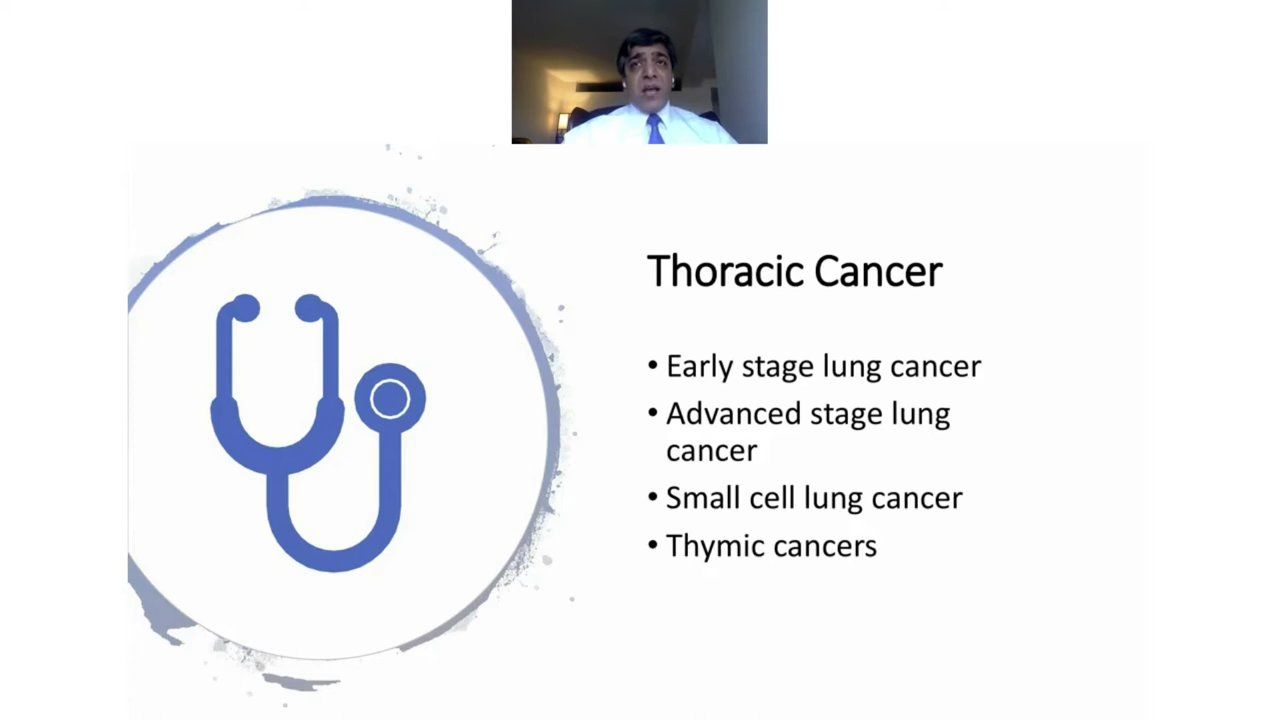 Thoracic Cancer
• Early stage lung cancer
• Advanced stage lung
cancer
• Small cell lung cancer
• Thymic cancers